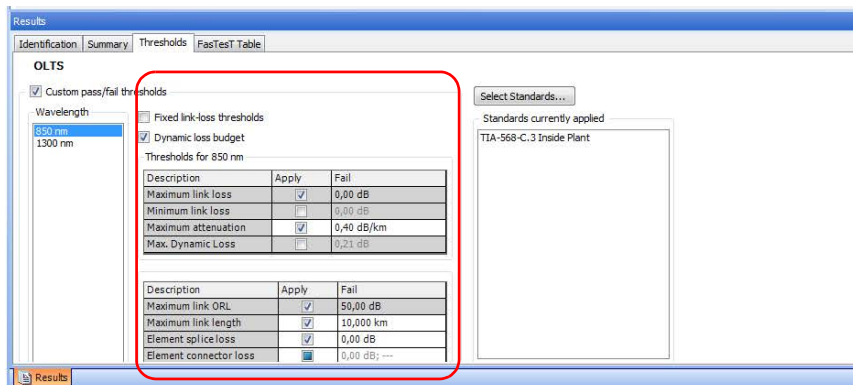 Results
Identification Summary Thresholds FasTesT Table
OLTS
Custom pass/fail thresholds
Select Standards...
Wavelength
Fixed link-loss thresholds
Standards currently applied
850 nm
1300 nm
Dynamic loss budget
TIA-568-C.3 Inside Plant
Thresholds for 850 nm
Description Apply Fail
Maximum link loss 0,00 dB
Minimum link loss 0,00 dB
Maximum attenuation 0,40 dB/km
Max. Dynamic Loss 0,21 dB
Description Apply Fail
Maximum link ORL 50,00 dB
Maximum link length 10,000 km
Element splice loss 0,00 dB
Element connector loss 0,00 dB; ---
Results